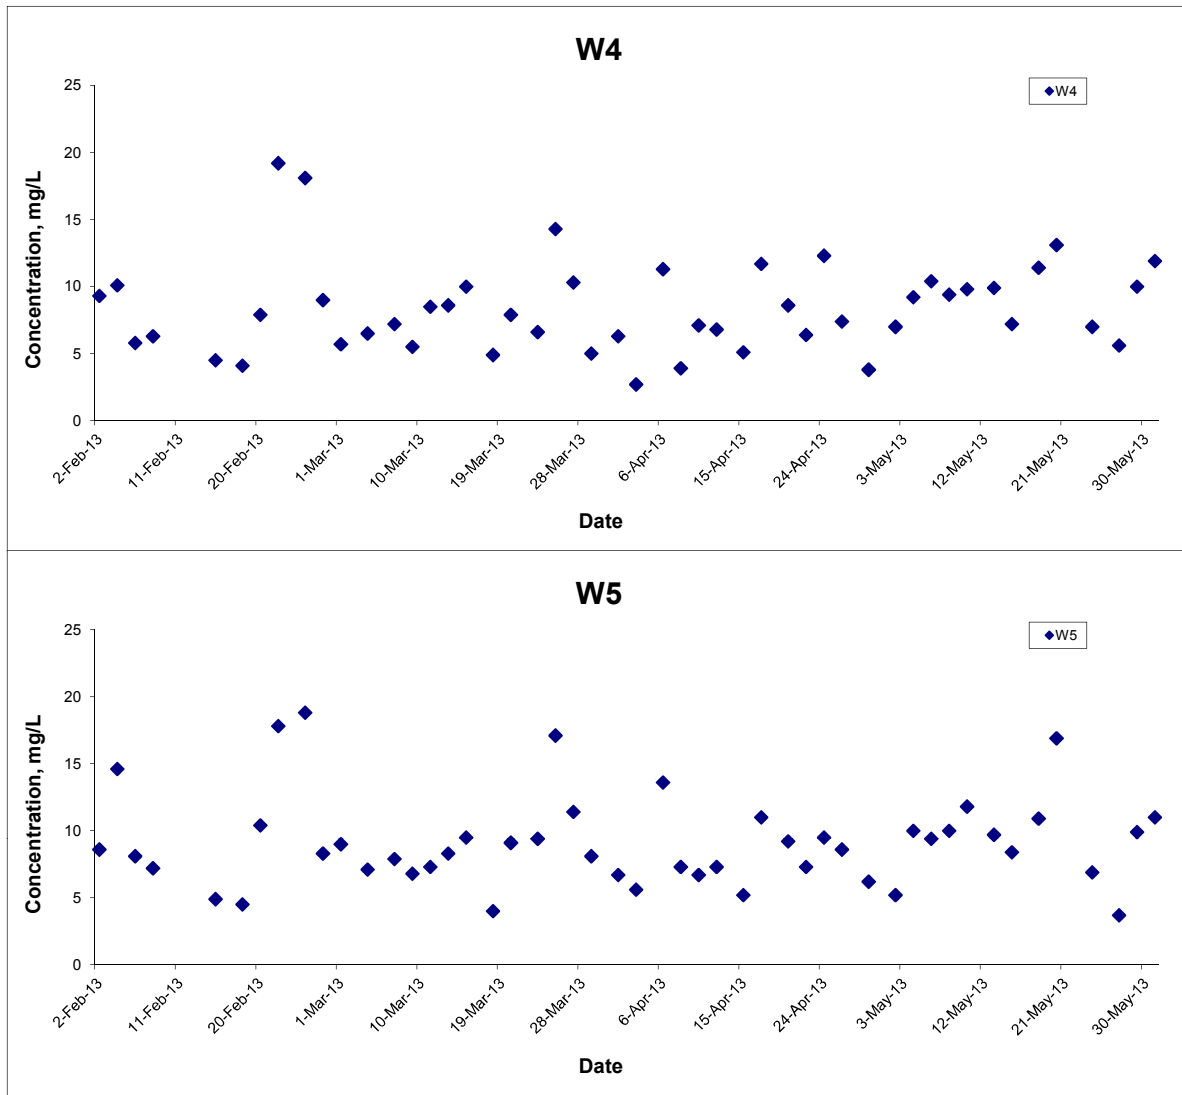 W4
W4
25
20
15
10
5
0
Concentration, mg/L
2-Feb-13 11-Feb-13 20-Feb-13 1-Mar-13 10-Mar-13 19-Mar-13 28-Mar-13 6-Apr-13 15-Apr-13 24-Apr-13 3-May-13 12-May-13 21-May-13 30-May-13
Date
W5
W5
25
20
15
10
5
0
Concentration, mg/L
2-Feb-13 11-Feb-13 20-Feb-13 1-Mar-13 10-Mar-13 19-Mar-13 28-Mar-13 6-Apr-13 15-Apr-13 24-Apr-13 3-May-13 12-May-13 21-May-13 30-May-13
Date